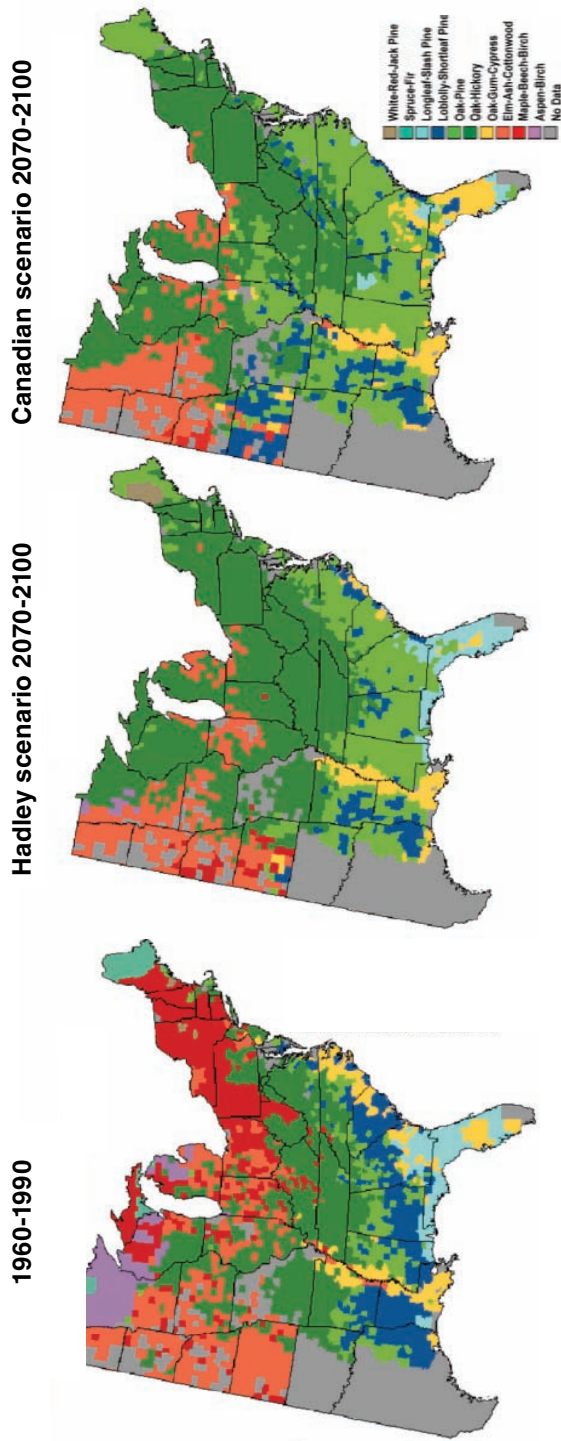 1960-1990
Hadley scenario 2070-2100
Canadian scenario 2070-2100
White-Red-Jack Pine
Spruce-Fir
Longleaf-Slash Pine
Loblolly-Shortleaf Pine
Oak-Pine
Oak-Hickory
Oak-Gum-Cypress
Elm-Ash-Cottonwood
Maple-Beech-Birch
Aspen-Birch
No Data